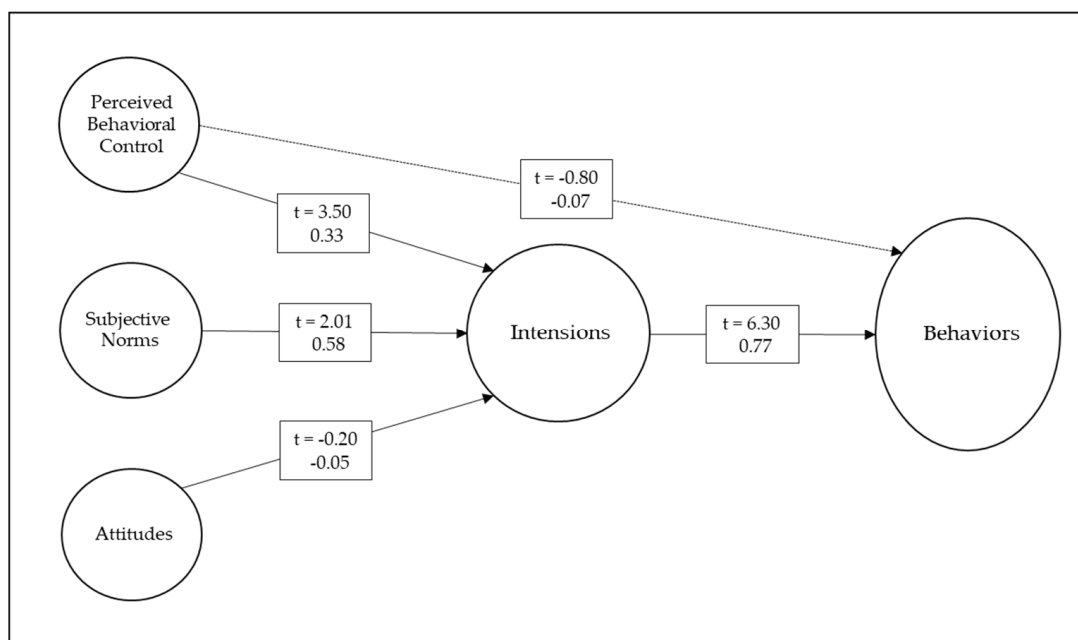 Perceived
Behavioral
Control
t = -0.80
-0.07
t = 3.50
0.33
Subjective
Norms
t = 2.01
0.58
Intensions
t = 6.30
0.77
Behaviors
t = -0.20
-0.05
Attitudes